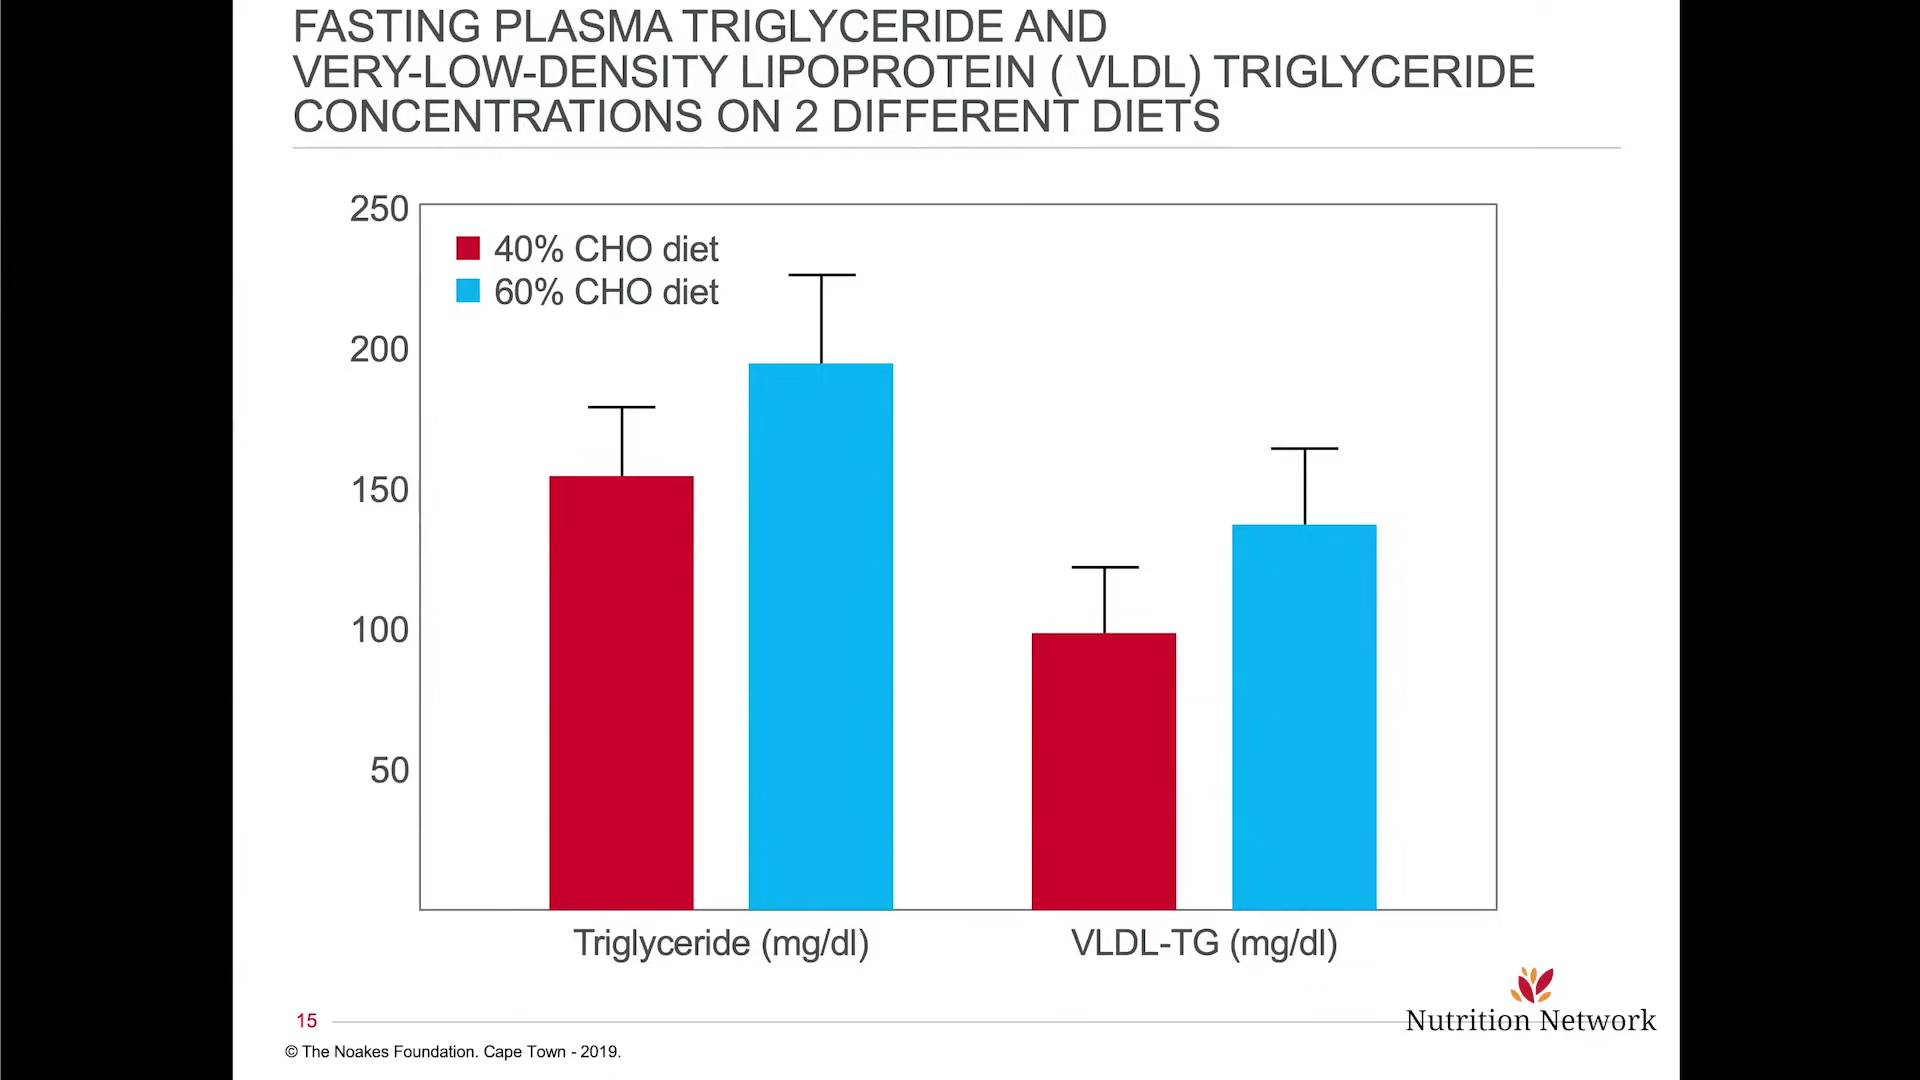 FASTING PLASMA TRIGLYCERIDE AND
VERY-LOW-DENSITY LIPOPROTEIN ( VLDL) TRIGLYCERIDE
CONCENTRATIONS ON 2 DIFFERENT DIETS
250
40% CHO diet
60% CHO diet
200
150
100
50
Triglyceride (mg/dl)
VLDL-TG (mg/dl)
15
Nutrition Network
© The Noakes Foundation. Cape Town - 2019.